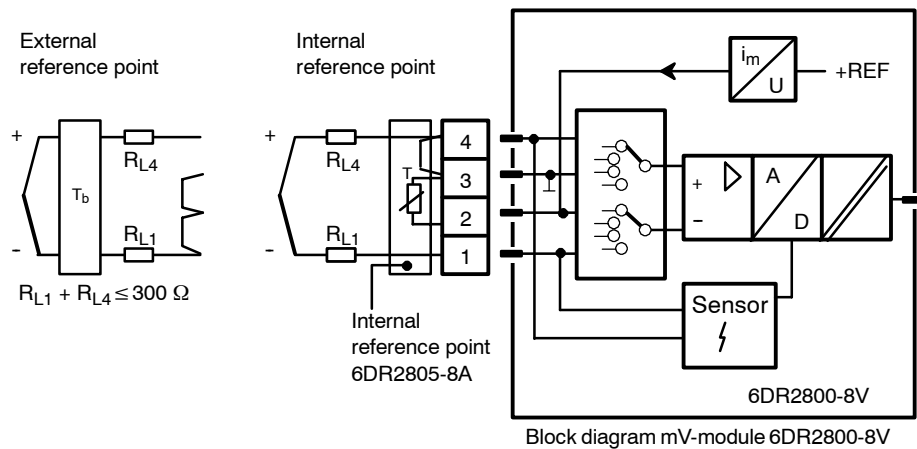 External
reference point
+
-
Tb
RL4
RL1
RL1 + RL4 ≤ 300 Ω
Internal
reference point
+
-
RL4
RL1
T
4
3
2
1
Internal
reference point
6DR2805-8A
im
U
+REF
+
−
A
D
Sensor
6DR2800-8V
Block diagram mV-module 6DR2800-8V